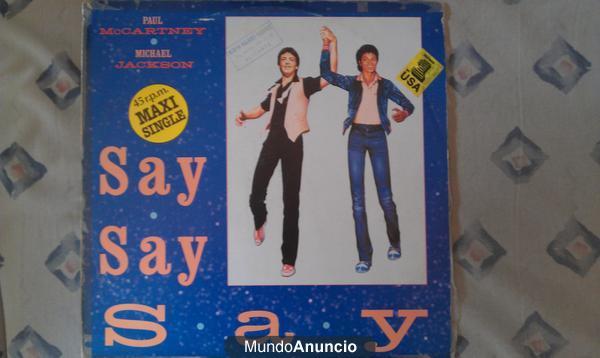 PAUL
McCARTNEY
MICHAEL
JACKSON
45 r.p.m.
MAXI
SINGLE
USA
Say
Say
Say
MundoAnuncio